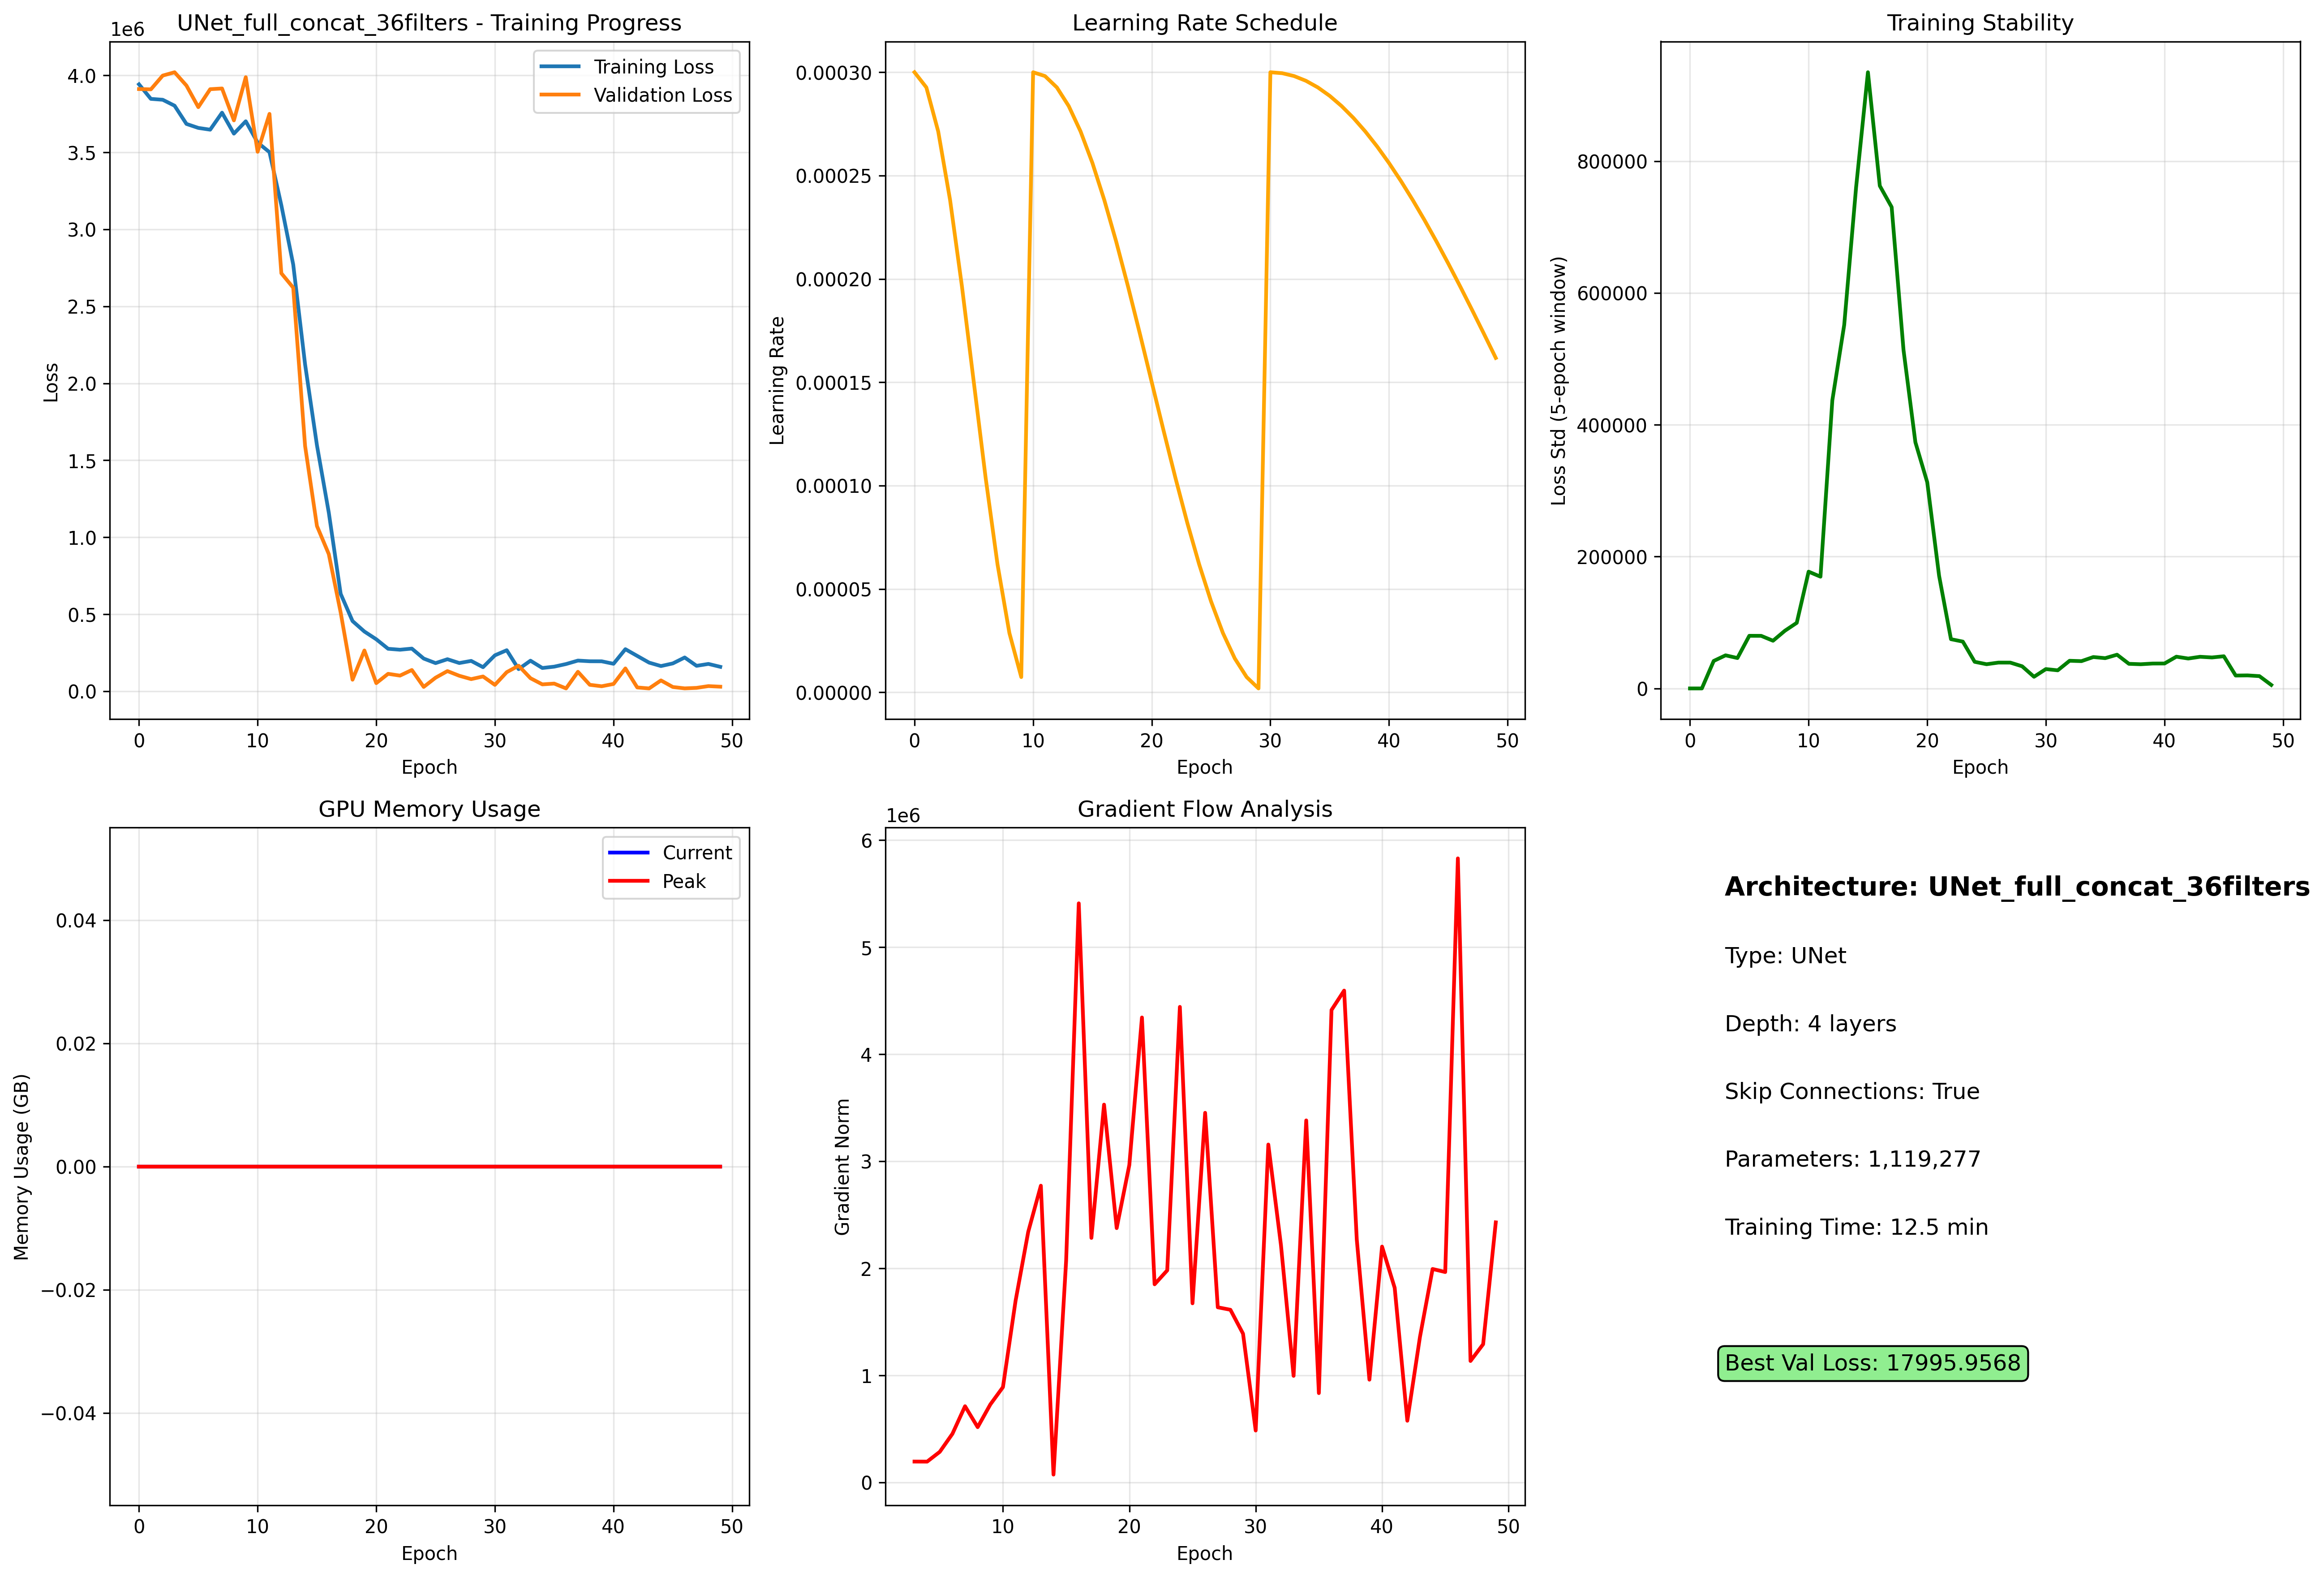 UNet_full_concat_36filters - Training Progress
1e6
Training Loss
Validation Loss
4.0
3.5
3.0
2.5
2.0
1.5
1.0
0.5
0.0
Loss
0
10
20
30
40
50
Epoch
Learning Rate Schedule
0.00030
0.00025
0.00020
0.00015
0.00010
0.00005
0.00000
Learning Rate
0
10
20
30
40
50
Epoch
Training Stability
800000
600000
400000
200000
0
Loss Std (5-epoch window)
0
10
20
30
40
50
Epoch
GPU Memory Usage
Current
Peak
0.04
0.02
0.00
−0.02
−0.04
Memory Usage (GB)
0
10
20
30
40
50
Epoch
Gradient Flow Analysis
1e6
6
5
4
3
2
1
0
Gradient Norm
10
20
30
40
50
Epoch
Architecture: UNet_full_concat_36filters
Type: UNet
Depth: 4 layers
Skip Connections: True
Parameters: 1,119,277
Training Time: 12.5 min
Best Val Loss: 17995.9568